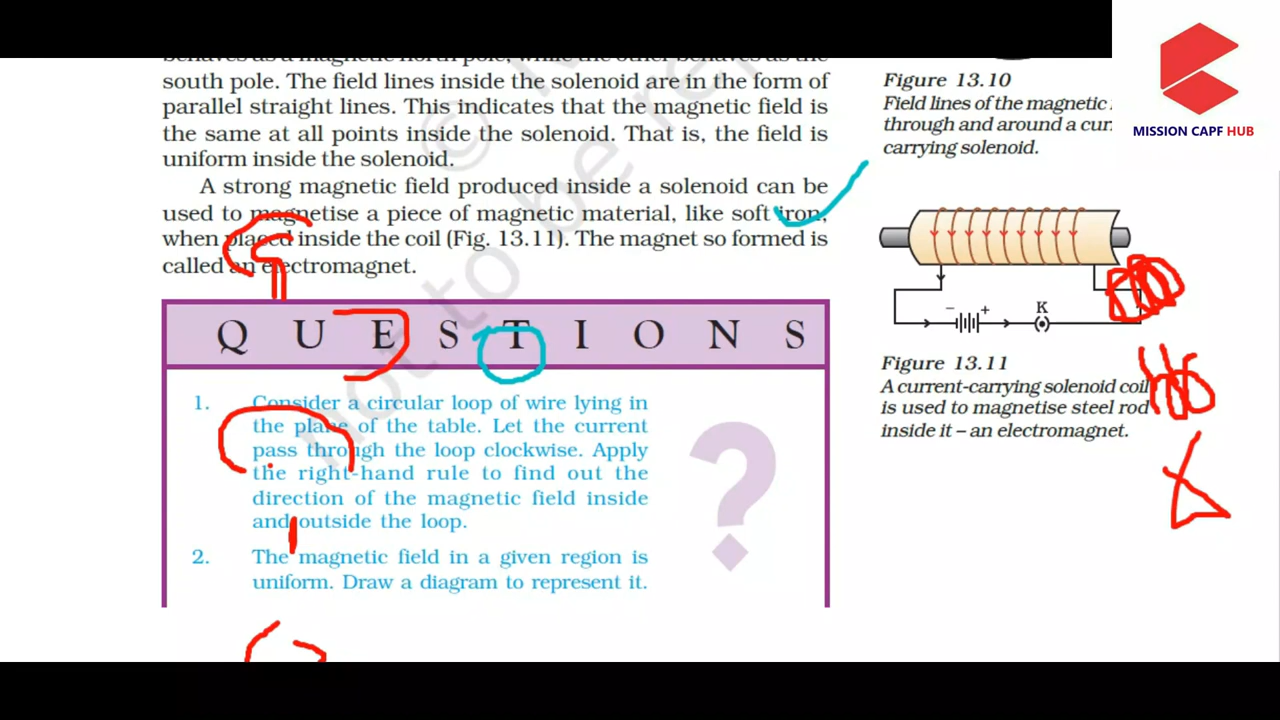 south pole. The field lines inside the solenoid are in the form of
parallel straight lines. This indicates that the magnetic field is
the same at all points inside the solenoid. That is, the field is
uniform inside the solenoid.
A strong magnetic field produced inside a solenoid can be
used to magnetise a piece of magnetic material, like soft iron,
when placed inside the coil (Fig. 13.11). The magnet so formed is
called an electromagnet.
QUESTIONS
1. Consider a circular loop of wire lying in
the plane of the table. Let the current
pass through the loop clockwise. Apply
the right-hand rule to find out the
direction of the magnetic field inside
and outside the loop.
2. The magnetic field in a given region is
uniform. Draw a diagram to represent it.
?
Figure 13.10
Field lines of the magnetic
through and around a cur
carrying solenoid.
− + K
Figure 13.11
A current-carrying solenoid coil
is used to magnetise steel rod
inside it – an electromagnet.
MISSION CAPF HUB
not to be re